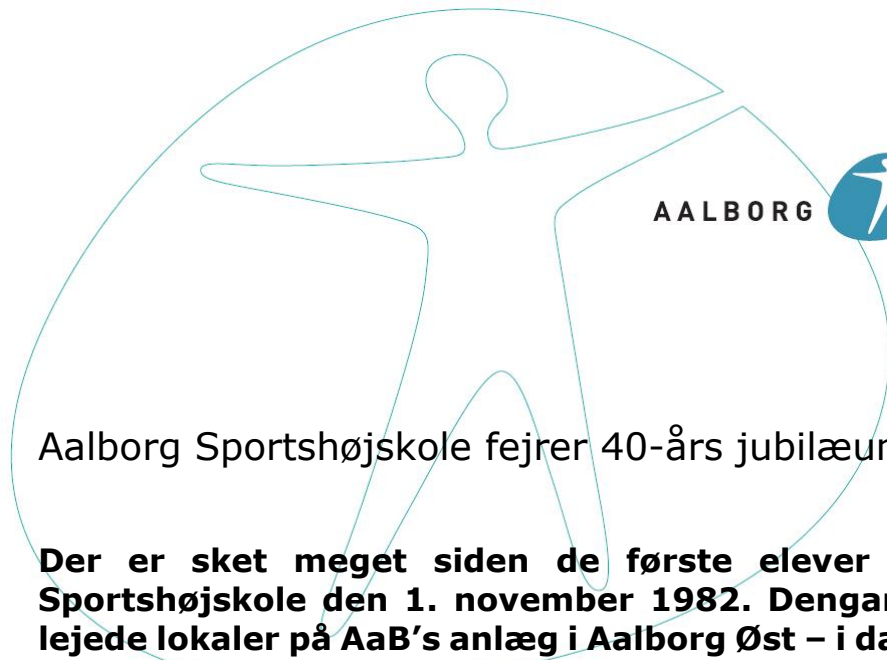 AALBORG
Aalborg Sportshøjskole fejrer 40-års
Der er sket meget siden de første elever
Sportshøjskole den 1. november 1982.
lejede lokaler på AaB's anlæg i Aalborg Øst – i